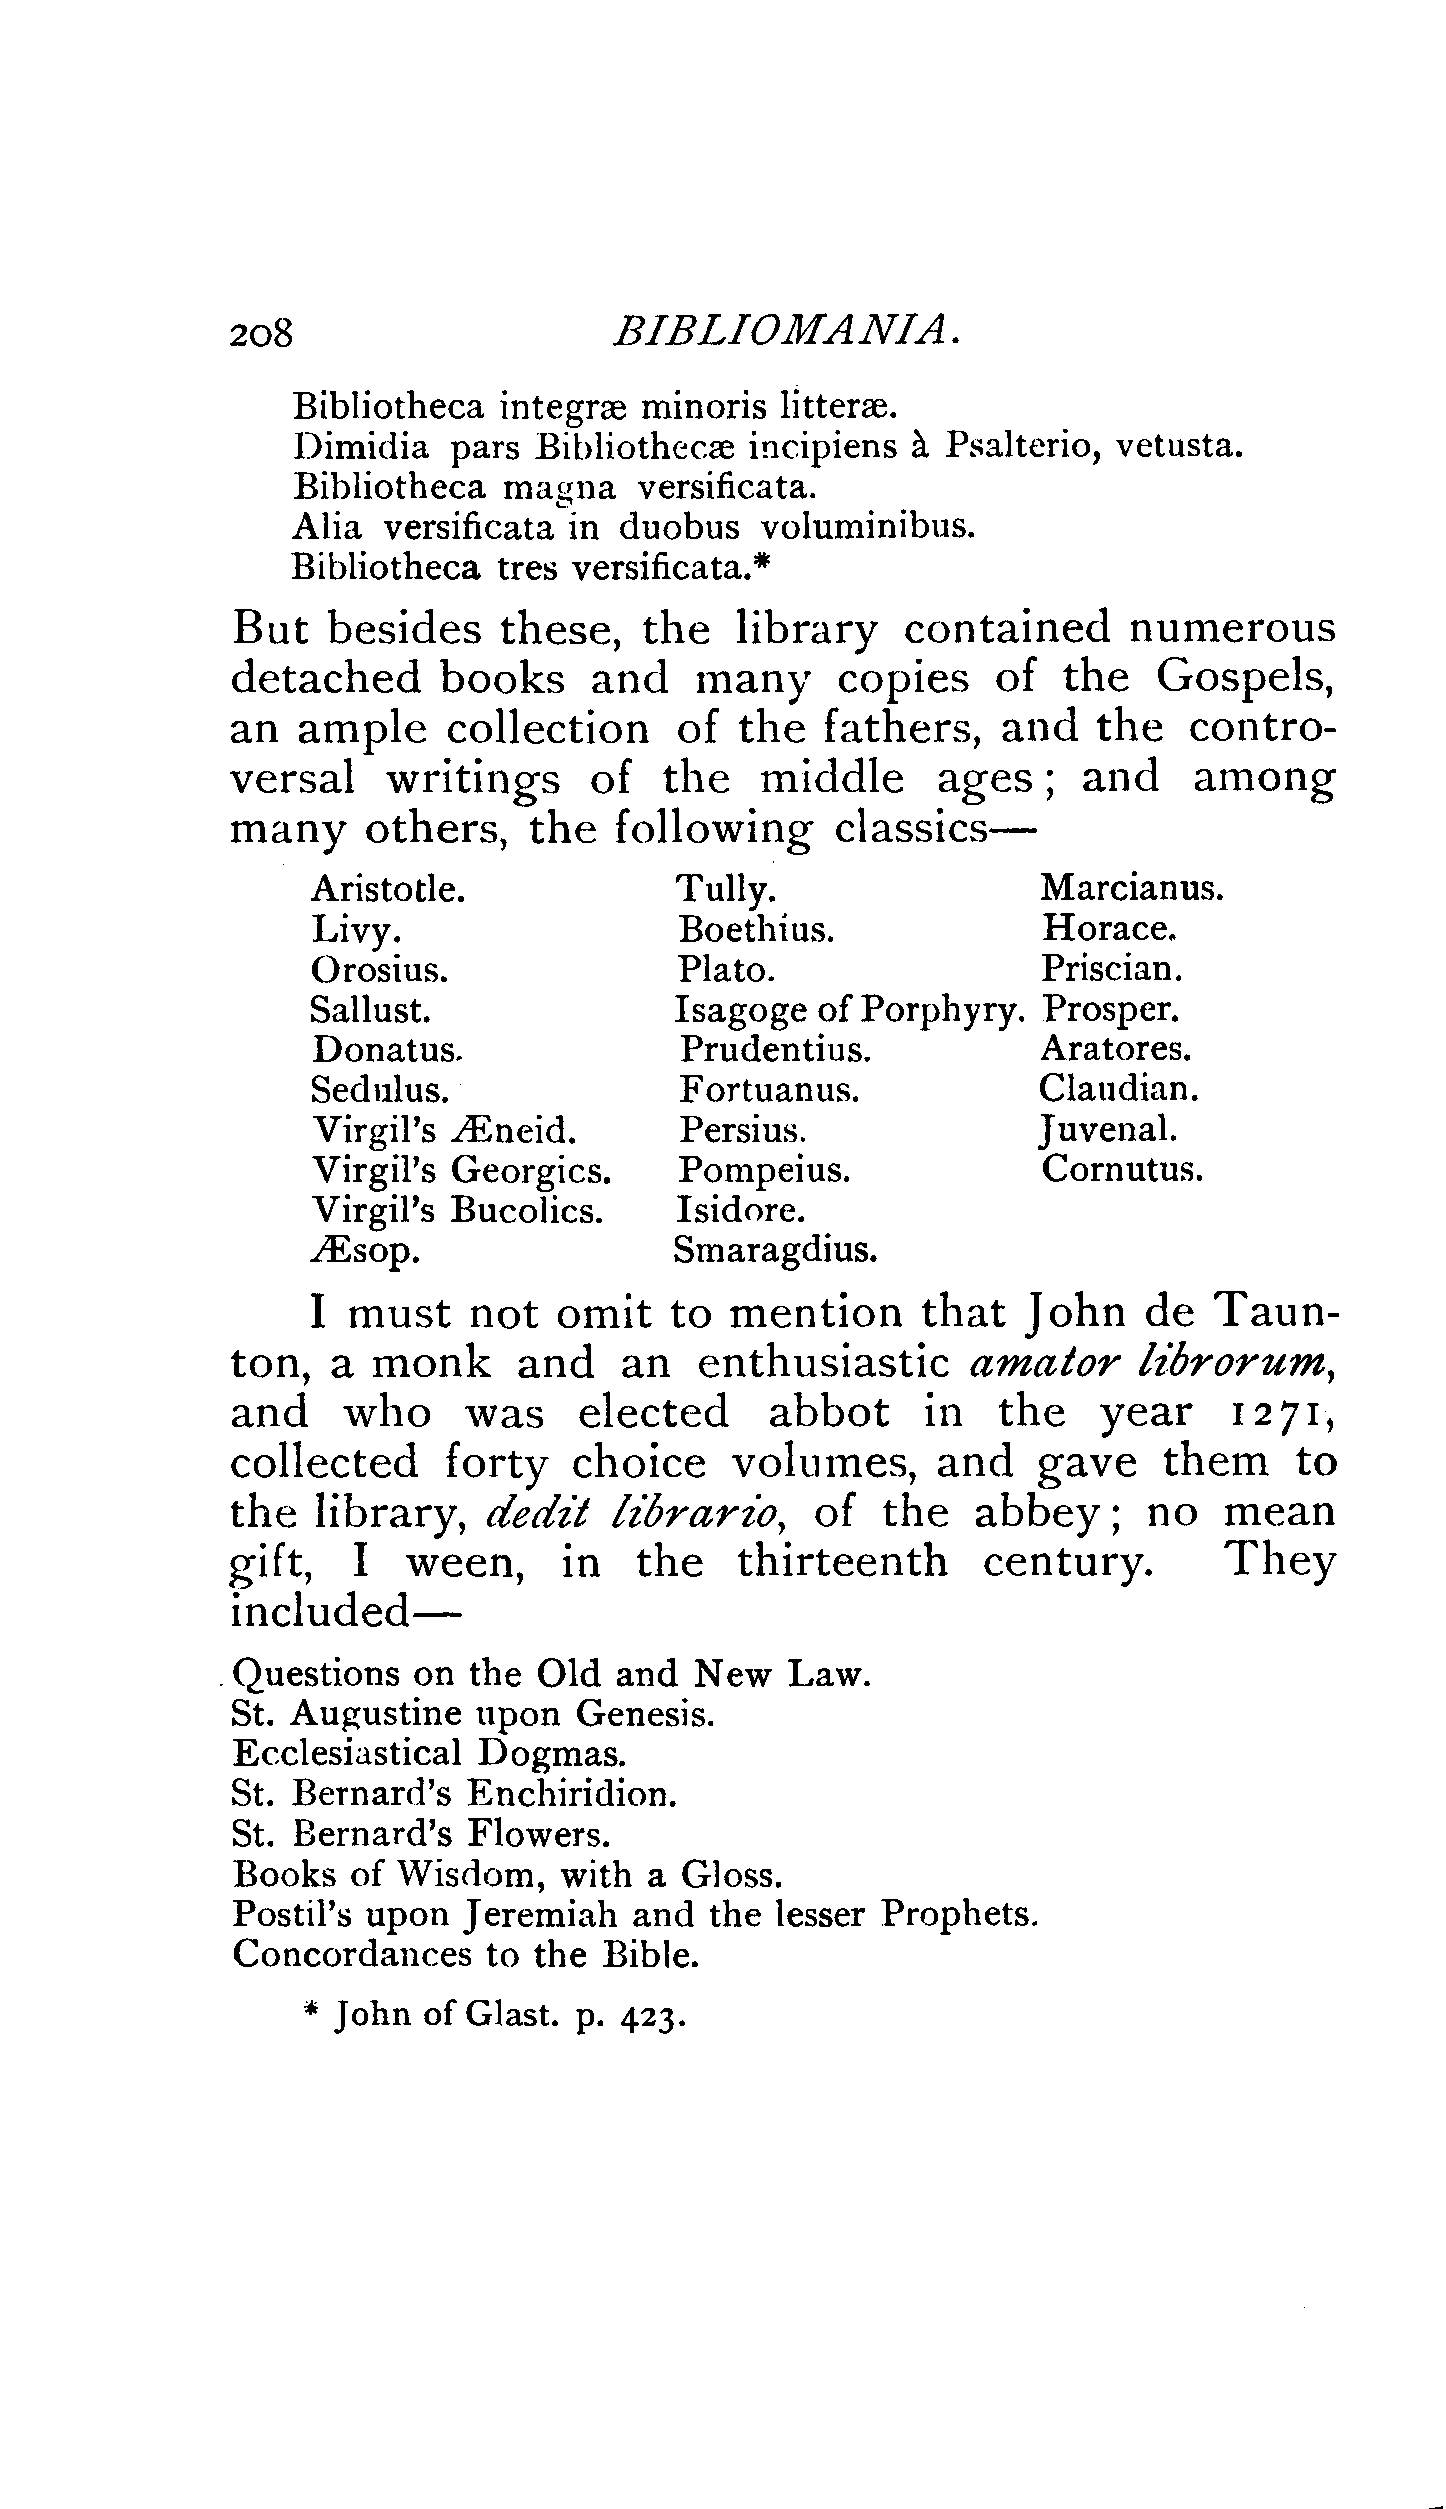 208 BIBLIOMANIA.
Bibliotheca integræ minoris litteræ.
Dimidia pars Bibliothecæ incipiens à Psalterio, vetusta.
Bibliotheca magna versificata.
Alia versificata in duobus voluminibus.
Bibliotheca tres versificata.*
But besides these, the library contained numerous
detached books and many copies of the Gospels,
an ample collection of the fathers, and the contro-
versal writings of the middle ages; and among
many others, the following classics—
Aristotle. Tully. Marcianus.
Livy. Boethius. Horace.
Orosius. Plato. Priscian.
Sallust. Isagoge of Porphyry. Prosper.
Donatus. Prudentius. Aratores.
Sedulus. Fortuanus. Claudian.
Virgil's Æneid. Persius. Juvenal.
Virgil's Georgics. Pompeius. Cornutus.
Virgil's Bucolics. Isidore.
Æsop. Smaragdius.
I must not omit to mention that John de Taun-
ton, a monk and an enthusiastic amator librorum,
and who was elected abbot in the year 1271,
collected forty choice volumes, and gave them to
the library, dedit librario, of the abbey; no mean
gift, I ween, in the thirteenth century. They
included—
Questions on the Old and New Law.
St. Augustine upon Genesis.
Ecclesiastical Dogmas.
St. Bernard's Enchiridion.
St. Bernard's Flowers.
Books of Wisdom, with a Gloss.
Postil's upon Jeremiah and the lesser Prophets.
Concordances to the Bible.
* John of Glast. p. 423.